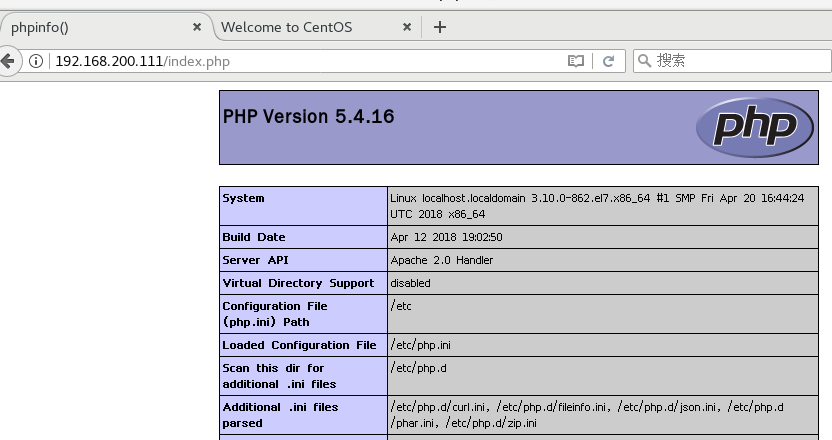 phpinfo()
Welcome to CentOS
192.168.200.111/index.php
搜索
PHP Version 5.4.16
php
System
Linux localhost.localdomain 3.10.0-862.el7.x86_64 #1 SMP Fri Apr 20 16:44:24
UTC 2018 x86_64
Build Date
Apr 12 2018 19:02:50
Server API
Apache 2.0 Handler
Virtual Directory Support
disabled
Configuration File
(php.ini) Path
/etc
Loaded Configuration File
/etc/php.ini
Scan this dir for
additional .ini files
/etc/php.d
Additional .ini files
parsed
/etc/php.d/curl.ini, /etc/php.d/fileinfo.ini, /etc/php.d/json.ini, /etc/php.d
/phar.ini, /etc/php.d/zip.ini